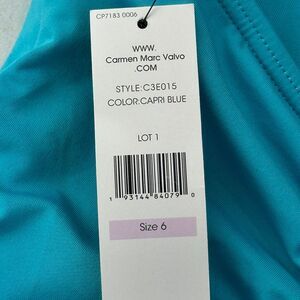 CP7183 0006
WWW.
Carmen Marc Valvo
.COM
STYLE:C3E015
COLOR:CAPRI BLUE
LOT 1
1 93144 84079 0
Size 6